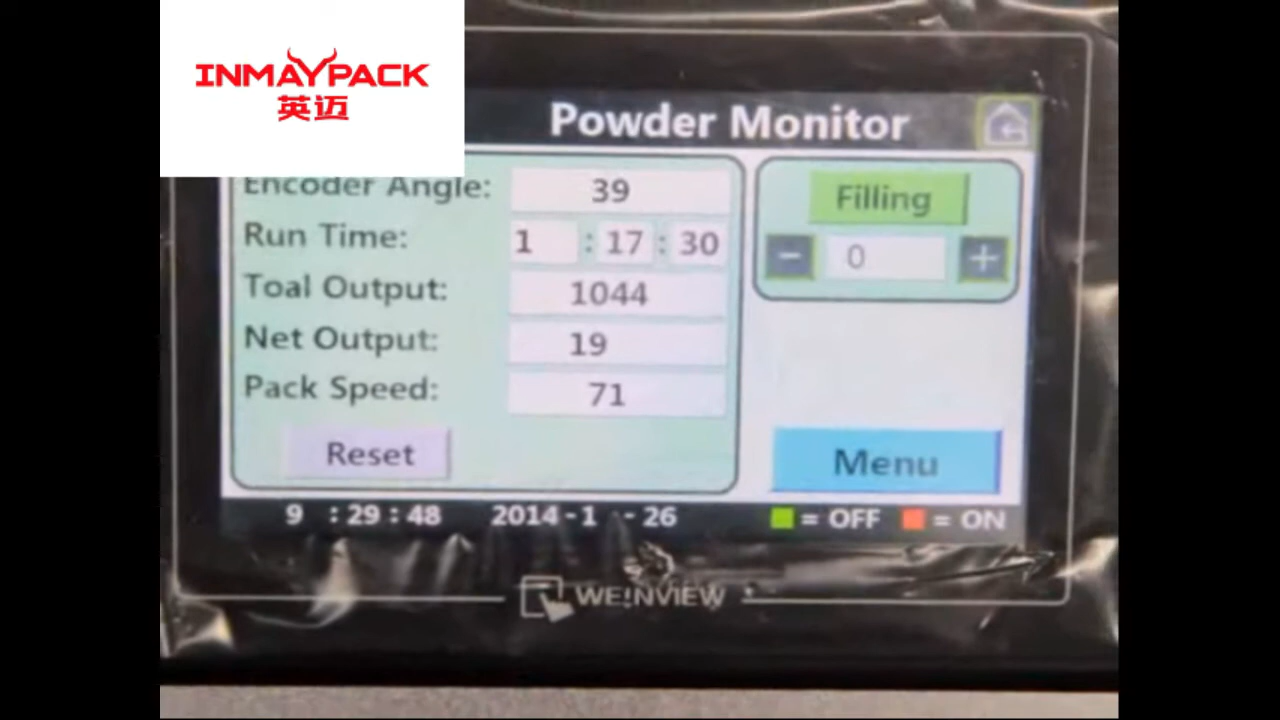 INMAYPACK
英迈
Powder Monitor
Encoder Angle: 39
Run Time: 1 : 17 : 30
Toal Output: 1044
Net Output: 19
Pack Speed: 71
Reset
Filling
- 0 +
Menu
9 : 29 : 48 2014 - 1 - 26 = OFF = ON
WEINVIEW